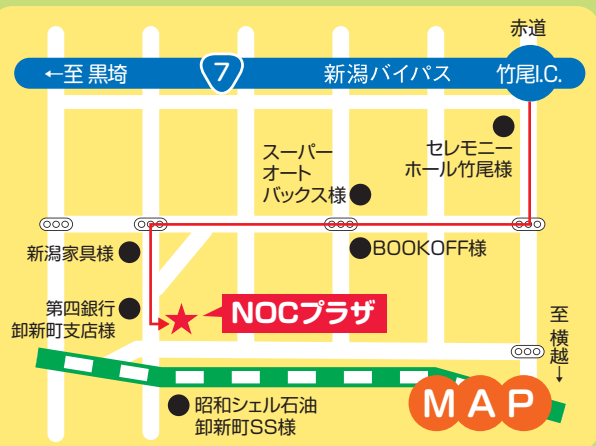 赤道
←至 黒埼
7
新潟バイパス
竹尾I.C.
セレモニー
ホール竹尾様
スーパー
オート
バックス様
新潟家具様
BOOKOFF様
第四銀行
卸新町支店様
NOCプラザ
至 横越→
昭和シェル石油
卸新町SS様
MAP